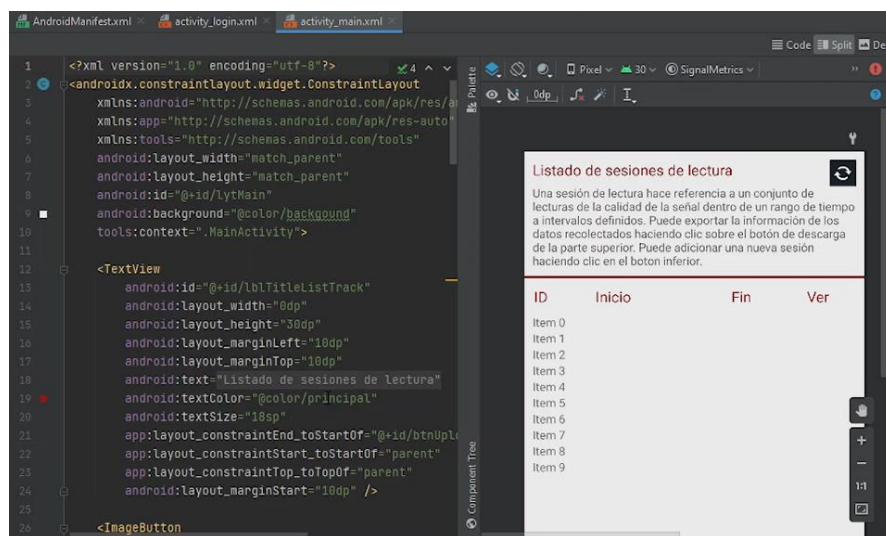 AndroidManifest.xml activity_login.xml activity_main.xml
Code Split De
1 <?xml version="1.0" encoding="utf-8"?> 4
Palette Pixel 30 SignalMetrics
2 <androidx.constraintlayout.widget.ConstraintLayout
3 xmlns:android="http://schemas.android.com/apk/res/an
0dp
4 xmlns:app="http://schemas.android.com/apk/res-auto"
5 xmlns:tools="http://schemas.android.com/tools"
6 android:layout_width="match_parent"
7 android:layout_height="match_parent"
8 android:id="@+id/lytMain"
9 android:background="@color/backgound"
10 tools:context=".MainActivity">
11
12 <TextView
13 android:id="@+id/lblTitleListTrack"
14 android:layout_width="0dp"
15 android:layout_height="30dp"
16 android:layout_marginLeft="10dp"
17 android:layout_marginTop="10dp"
18 android:text="Listado de sesiones de lectura"
19 android:textColor="@color/principal"
20 android:textSize="18sp"
21 app:layout_constraintEnd_toStartOf="@+id/btnUplo
22 app:layout_constraintStart_toStartOf="parent"
23 app:layout_constraintTop_toTopOf="parent"
24 android:layout_marginStart="10dp" />
25
26 <ImageButton
Component Tree
Listado de sesiones de lectura
Una sesión de lectura hace referencia a un conjunto de
lecturas de la calidad de la señal dentro de un rango de tiempo
a intervalos definidos. Puede exportar la información de los
datos recolectados haciendo clic sobre el botón de descarga
de la parte superior. Puede adicionar una nueva sesión
haciendo clic en el boton inferior.
ID Inicio Fin Ver
Item 0
Item 1
Item 2
Item 3
Item 4
Item 5
Item 6
Item 7
Item 8
Item 9
1:1